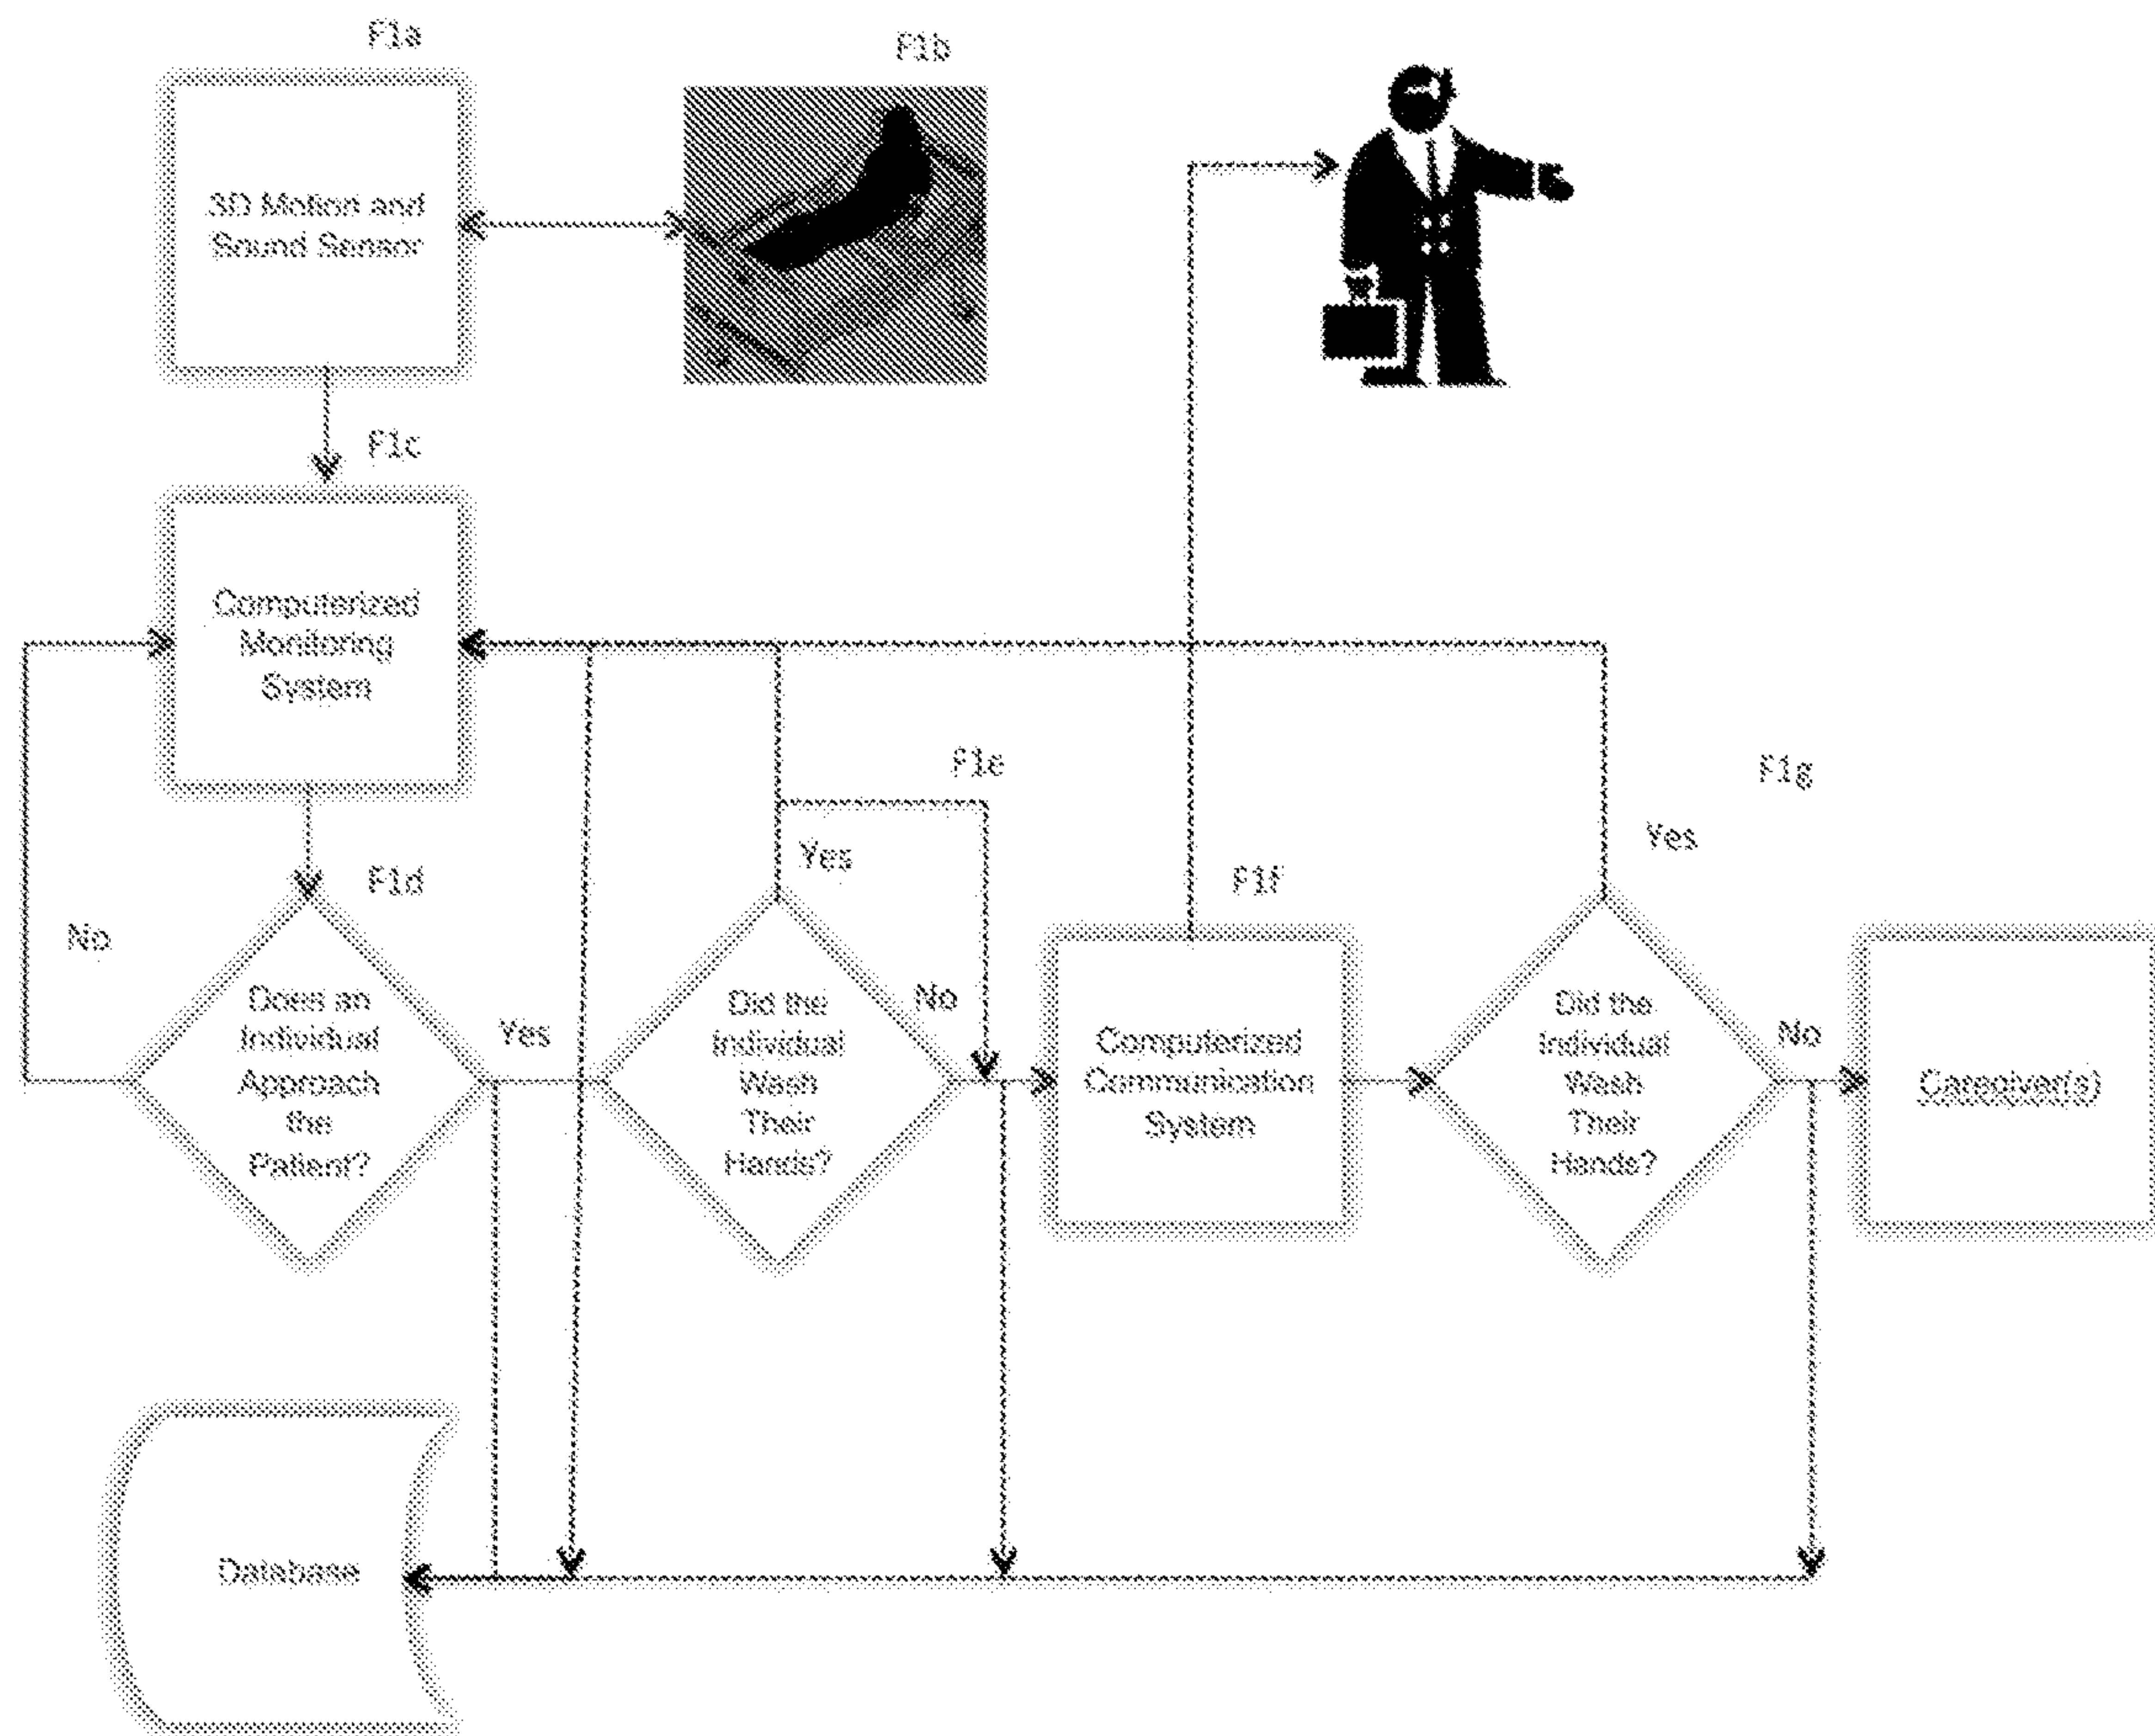 F1a
F1b
3D Motion and
Sound Sensor
F1c
Computerized
Monitoring
System
F1e
F1g
Yes
Yes
F1d
F1f
No
Does an
Individual
Approach
the
Patient?
Yes
Did the
Individual
Wash
Their
Hands?
No
Computerized
Communication
System
Did the
Individual
Wash
Their
Hands?
No
Caregiver(s)
Database